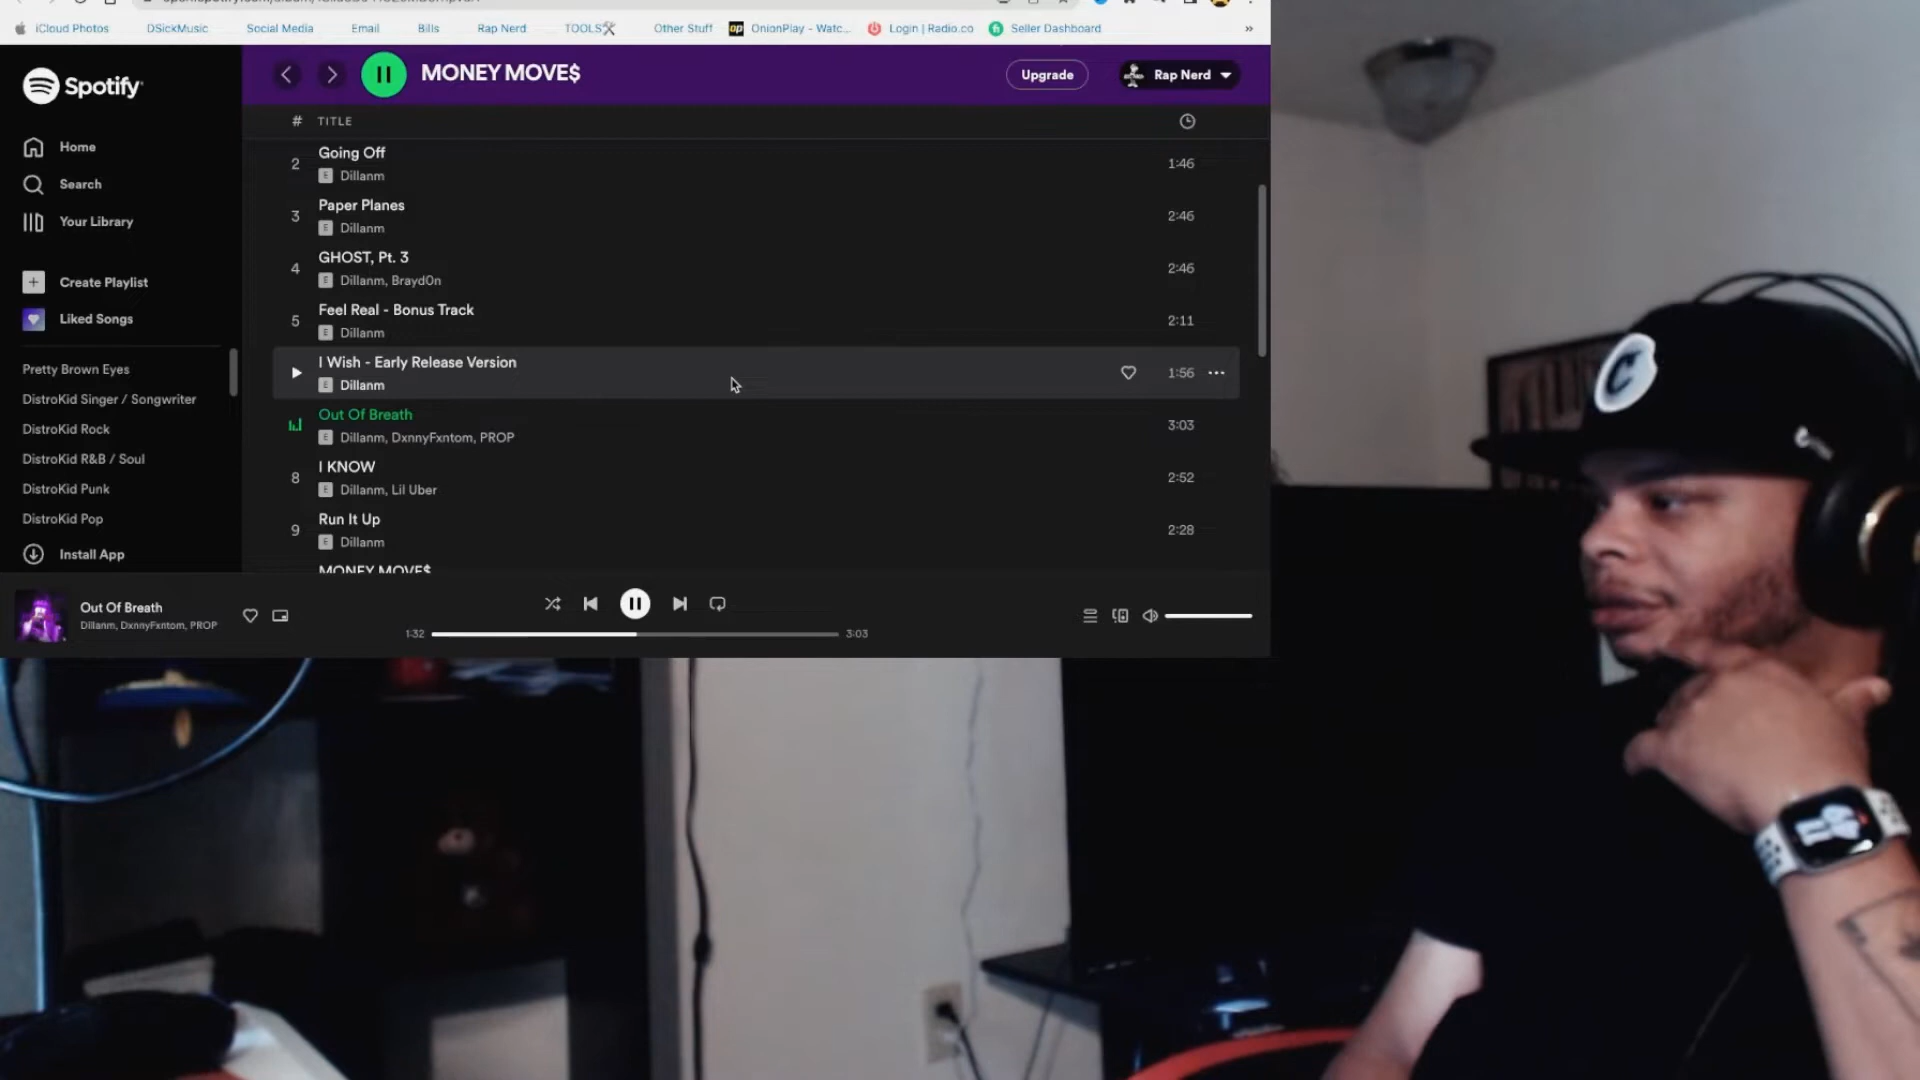 iCloud Photos DSickMusic Social Media Email Bills Rap Nerd TOOLS Other Stuff op OnionPlay - Watc... Login | Radio.co Seller Dashboard »
Spotify
MONEY MOVE$
Upgrade
Rap Nerd
Home
Search
Your Library
Create Playlist
Liked Songs
Pretty Brown Eyes
DistroKid Singer / Songwriter
DistroKid Rock
DistroKid R&B / Soul
DistroKid Punk
DistroKid Pop
Install App
# TITLE
2 Going Off 1:46
E Dillanm
3 Paper Planes 2:46
E Dillanm
4 GHOST, Pt. 3 2:46
E Dillanm, Brayd0n
5 Feel Real - Bonus Track 2:11
E Dillanm
I Wish - Early Release Version 1:56
E Dillanm
Out Of Breath 3:03
E Dillanm, DxnnyFxntom, PROP
8 I KNOW 2:52
E Dillanm, Lil Uber
9 Run It Up 2:28
E Dillanm
MONEY MOVE$
Out Of Breath
Dillanm, DxnnyFxntom, PROP
1:32 3:03
C